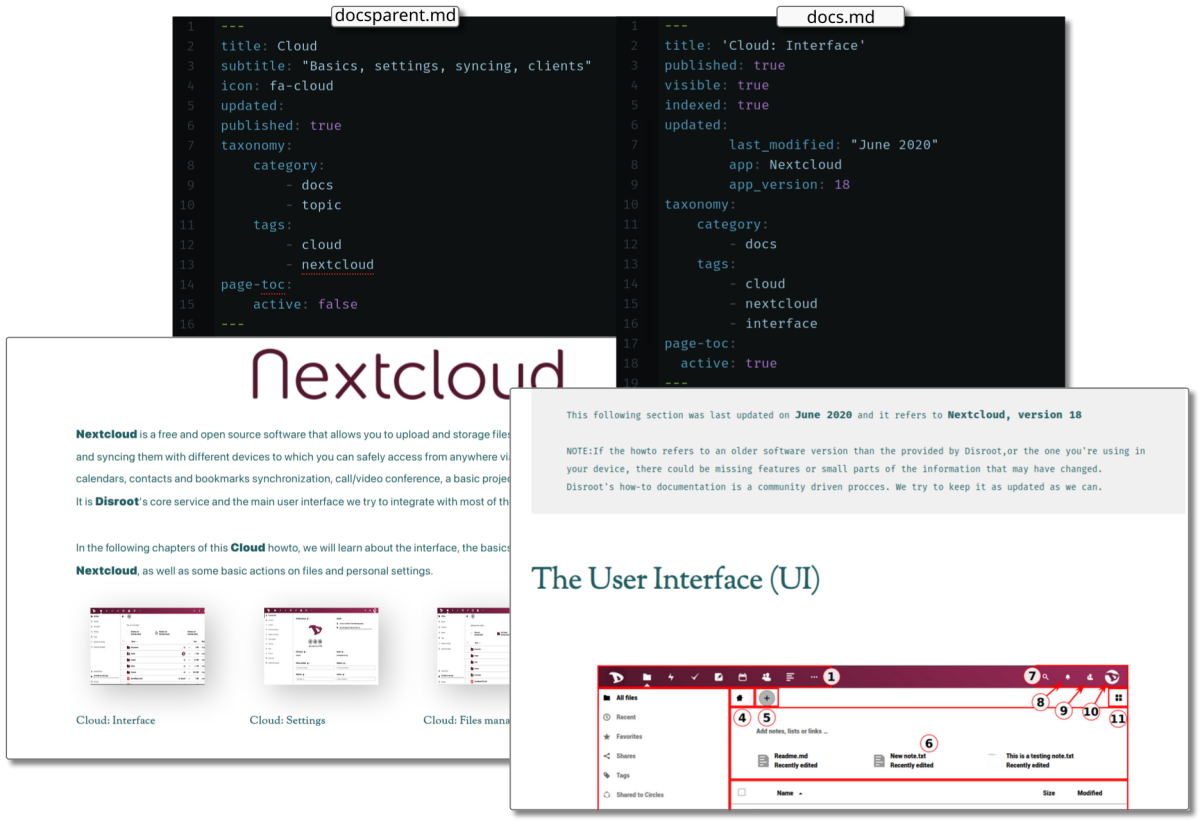 docsparent.md
1 ---
2 title: Cloud
3 subtitle: "Basics, settings, syncing, clients"
4 icon: fa-cloud
5 updated:
6 published: true
7 taxonomy:
8 category:
9 - docs
10 - topic
11 tags:
12 - cloud
13 - nextcloud
14 page-toc:
15 active: false
16 ---
docs.md
1 ---
2 title: 'Cloud: Interface'
3 published: true
4 visible: true
5 indexed: true
6 updated:
7 last_modified: "June 2020"
8 app: Nextcloud
9 app_version: 18
10 taxonomy:
11 category:
12 - docs
13 tags:
14 - cloud
15 - nextcloud
16 - interface
17 page-toc:
18 active: true
19 ---
Nextcloud
Nextcloud is a free and open source software that allows you to upload and storage files
and syncing them with different devices to which you can safely access from anywhere
calendars, contacts and bookmarks synchronization, call/video conference, a basic
It is Disroot's core service and the main user interface we try to integrate with most of
In the following chapters of this Cloud howto, we will learn about the interface, the basics
Nextcloud, as well as some basic actions on files and personal settings.
Cloud: Interface
Cloud: Settings
Cloud: Files
This following section was last updated on June 2020 and it refers to Nextcloud, version 18
NOTE:If the howto refers to an older software version than the provided by Disroot,or the one you're using in
your device, there could be missing features or small parts of the information that may have changed.
Disroot's how-to documentation is a community driven procces. We try to keep it as updated as we can.
The User Interface (UI)
1
7
8
9
10
11
All files
4
5
Recent
Add notes, lists or links ...
6
Favorites
Shares
Readme.md
Recently edited
New note.txt
Recently edited
This is a testing note.txt
Recently edited
Tags
Shared to Circles
Name
Size
Modified